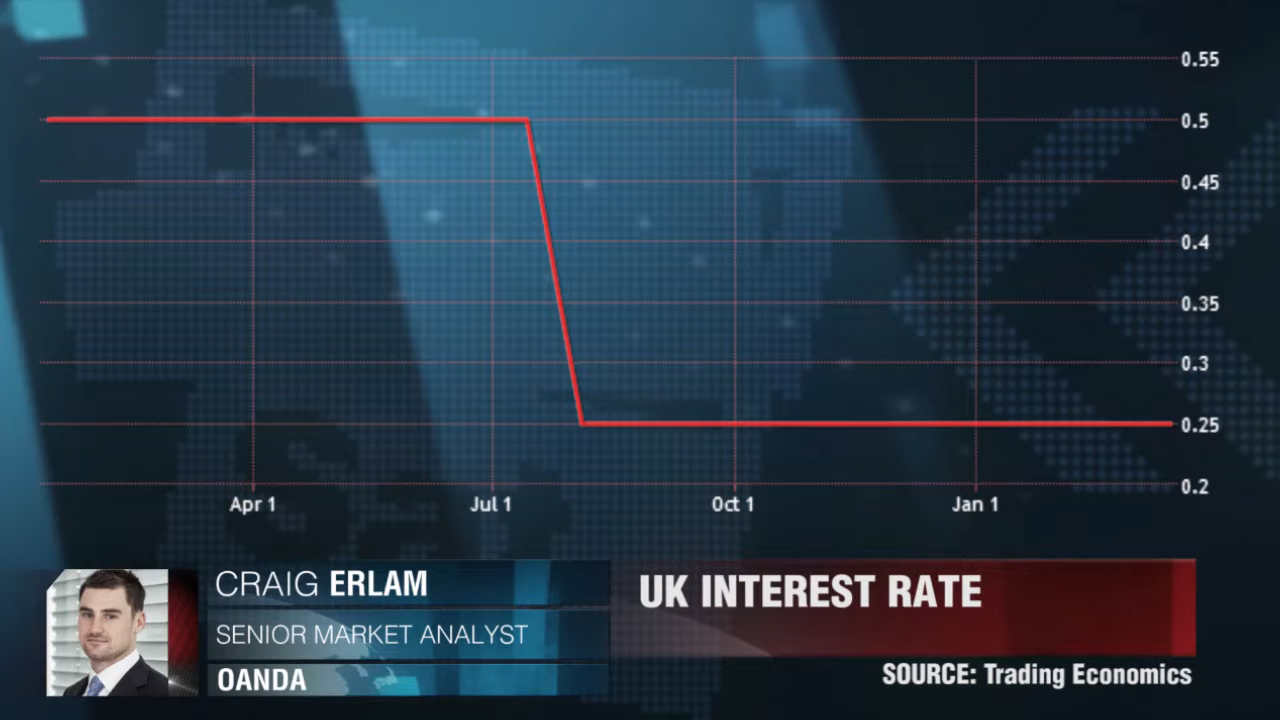 0.55
0.5
0.45
0.4
0.35
0.3
0.25
0.2
Apr 1 Jul 1 Oct 1 Jan 1
CRAIG ERLAM
SENIOR MARKET ANALYST
OANDA
UK INTEREST RATE
SOURCE: Trading Economics